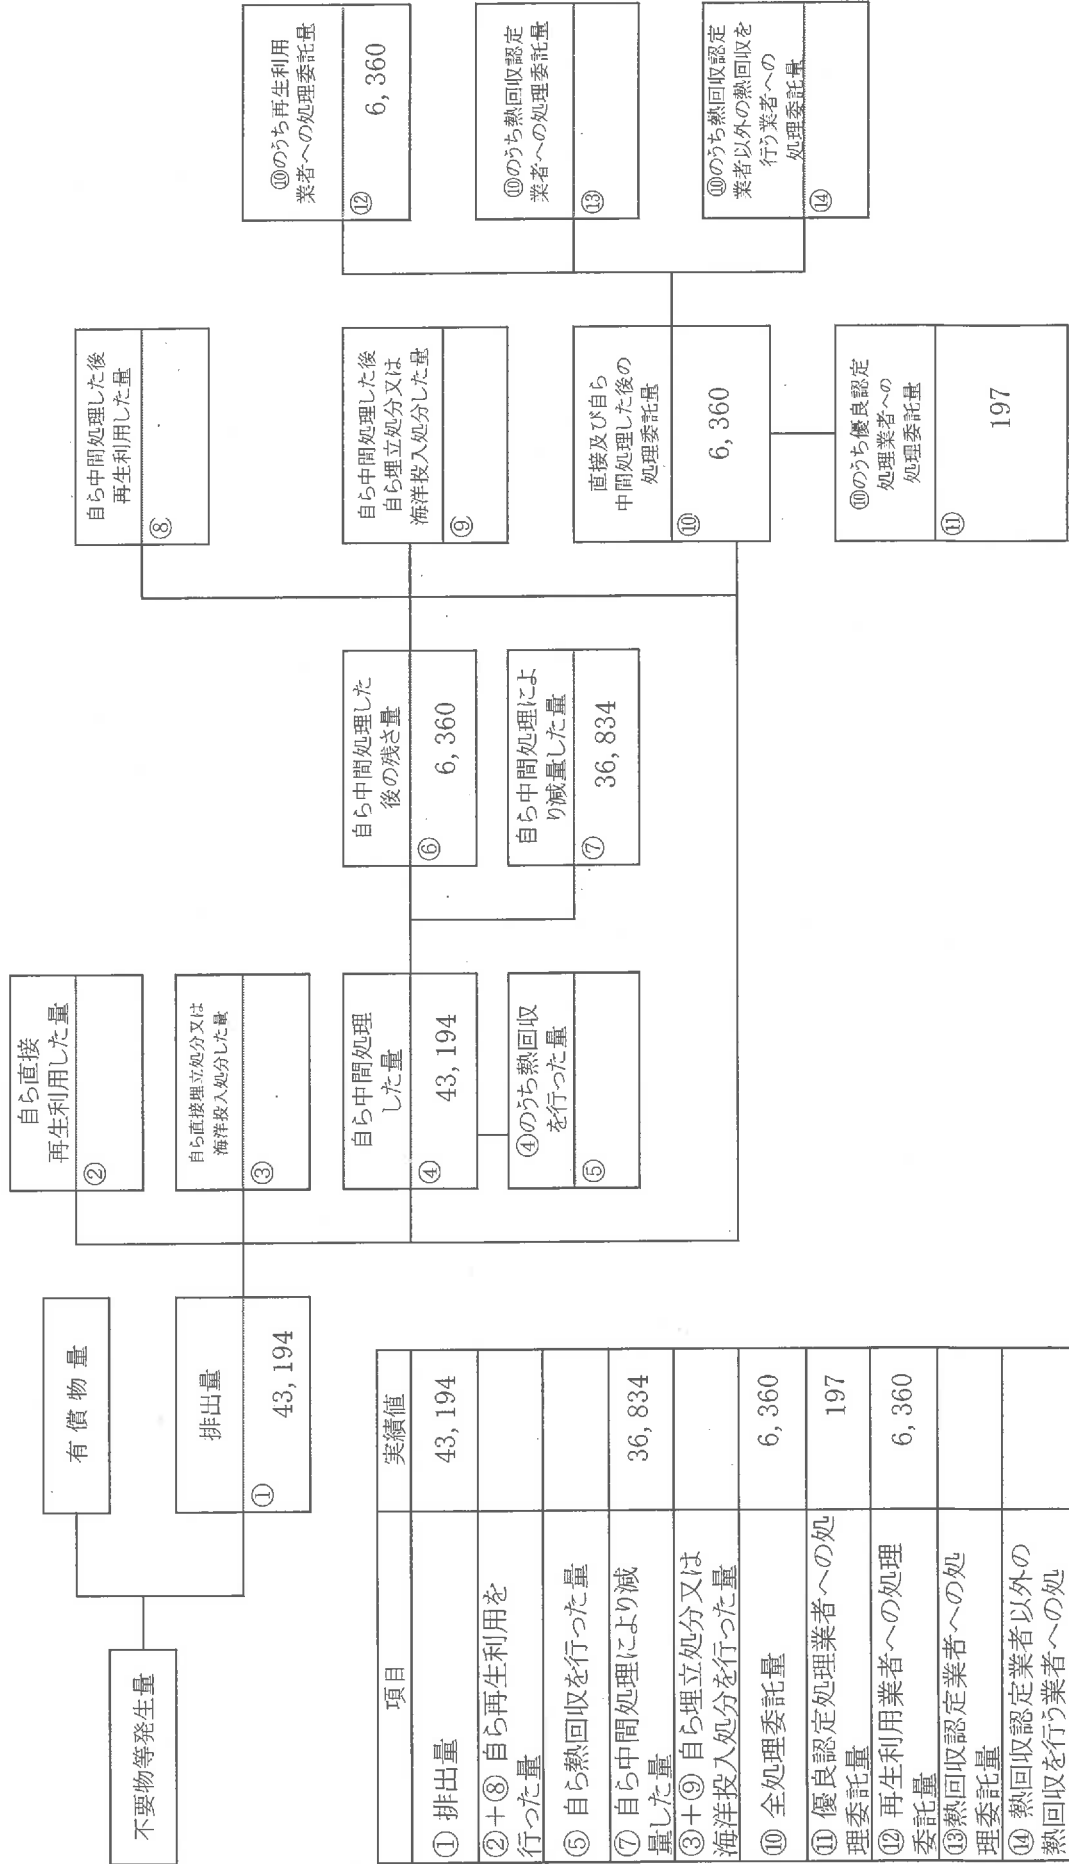 不要物等発生量
有償物量
排出量
① 43,194
自ら直接
再生利用した量
②
自ら直接埋立処分又は
海洋投入処分した量
③
自ら中間処理
した量
④ 43,194
④のうち熱回収
を行った量
⑤
自ら中間処理した
後の残さ量
⑥ 6,360
自ら中間処理によ
り減量した量
⑦ 36,834
自ら中間処理した後
再生利用した量
⑧
自ら中間処理した後
自ら埋立処分又は
海洋投入処分した量
⑨
直接及び自ら
中間処理した後の
処理委託量
⑩ 6,360
⑩のうち優良認定
処理業者への
処理委託量
⑪ 197
⑩のうち再生利用
業者への処理委託量
⑫ 6,360
⑩のうち熱回収認定
業者への処理委託量
⑬
⑩のうち熱回収認定
業者以外の熱回収を
行う業者への
処理委託量
⑭
項目 実績値
① 排出量 43,194
②+⑧ 自ら再生利用を
行った量
⑤ 自ら熱回収を行った量
⑦ 自ら中間処理により減
量した量 36,834
③+⑨ 自ら埋立処分又は
海洋投入処分を行った量
⑩ 全処理委託量 6,360
⑪ 優良認定処理業者への処
理委託量 197
⑫ 再生利用業者への処理
委託量 6,360
⑬熱回収認定業者への処
理委託量
⑭ 熱回収認定業者以外の
熱回収を行う業者への処